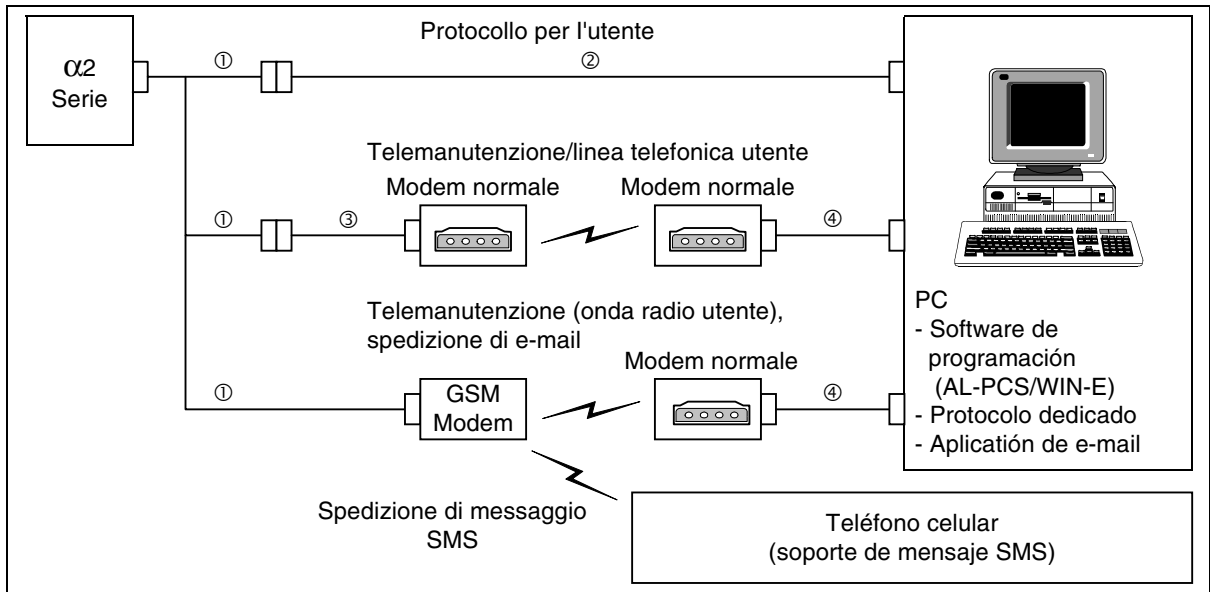 Protocollo per l'utente
① ②
α2
Serie
Telemanutenzione/linea telefonica utente
Modem normale Modem normale
① ③ ④
Telemanutenzione (onda radio utente),
spedizione di e-mail
Modem normale
① ④
GSM
Modem
PC
- Software de
programación
(AL-PCS/WIN-E)
- Protocolo dedicado
- Aplicatión de e-mail
Spedizione di messaggio
SMS
Teléfono celular
(soporte de mensaje SMS)